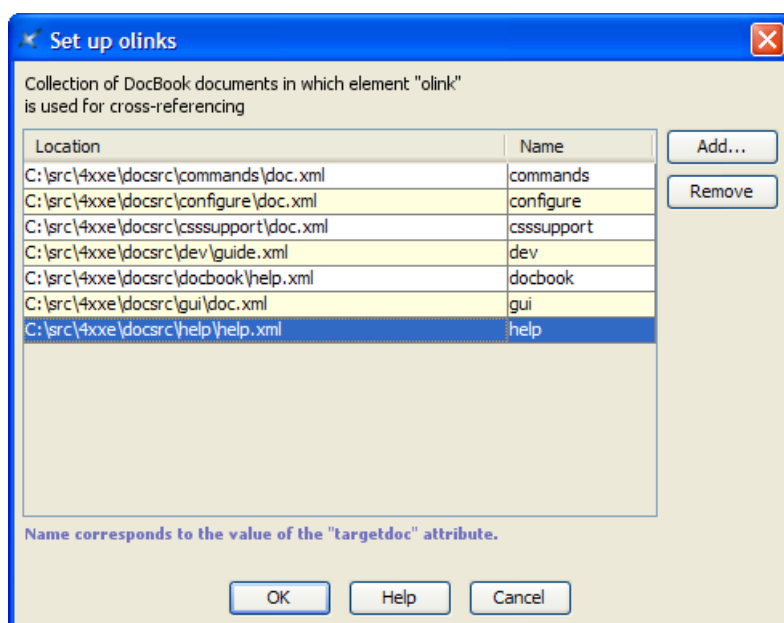 Set up olinks
Collection of DocBook documents in which element "olink"
is used for cross-referencing
Location Name
C:\src\4xxe\docsrc\commands\doc.xml commands
C:\src\4xxe\docsrc\configure\doc.xml configure
C:\src\4xxe\docsrc\csssupport\doc.xml csssupport
C:\src\4xxe\docsrc\dev\guide.xml dev
C:\src\4xxe\docsrc\docbook\help.xml docbook
C:\src\4xxe\docsrc\gui\doc.xml gui
C:\src\4xxe\docsrc\help\help.xml help
Add...
Remove
Name corresponds to the value of the "targetdoc" attribute.
OK Help Cancel